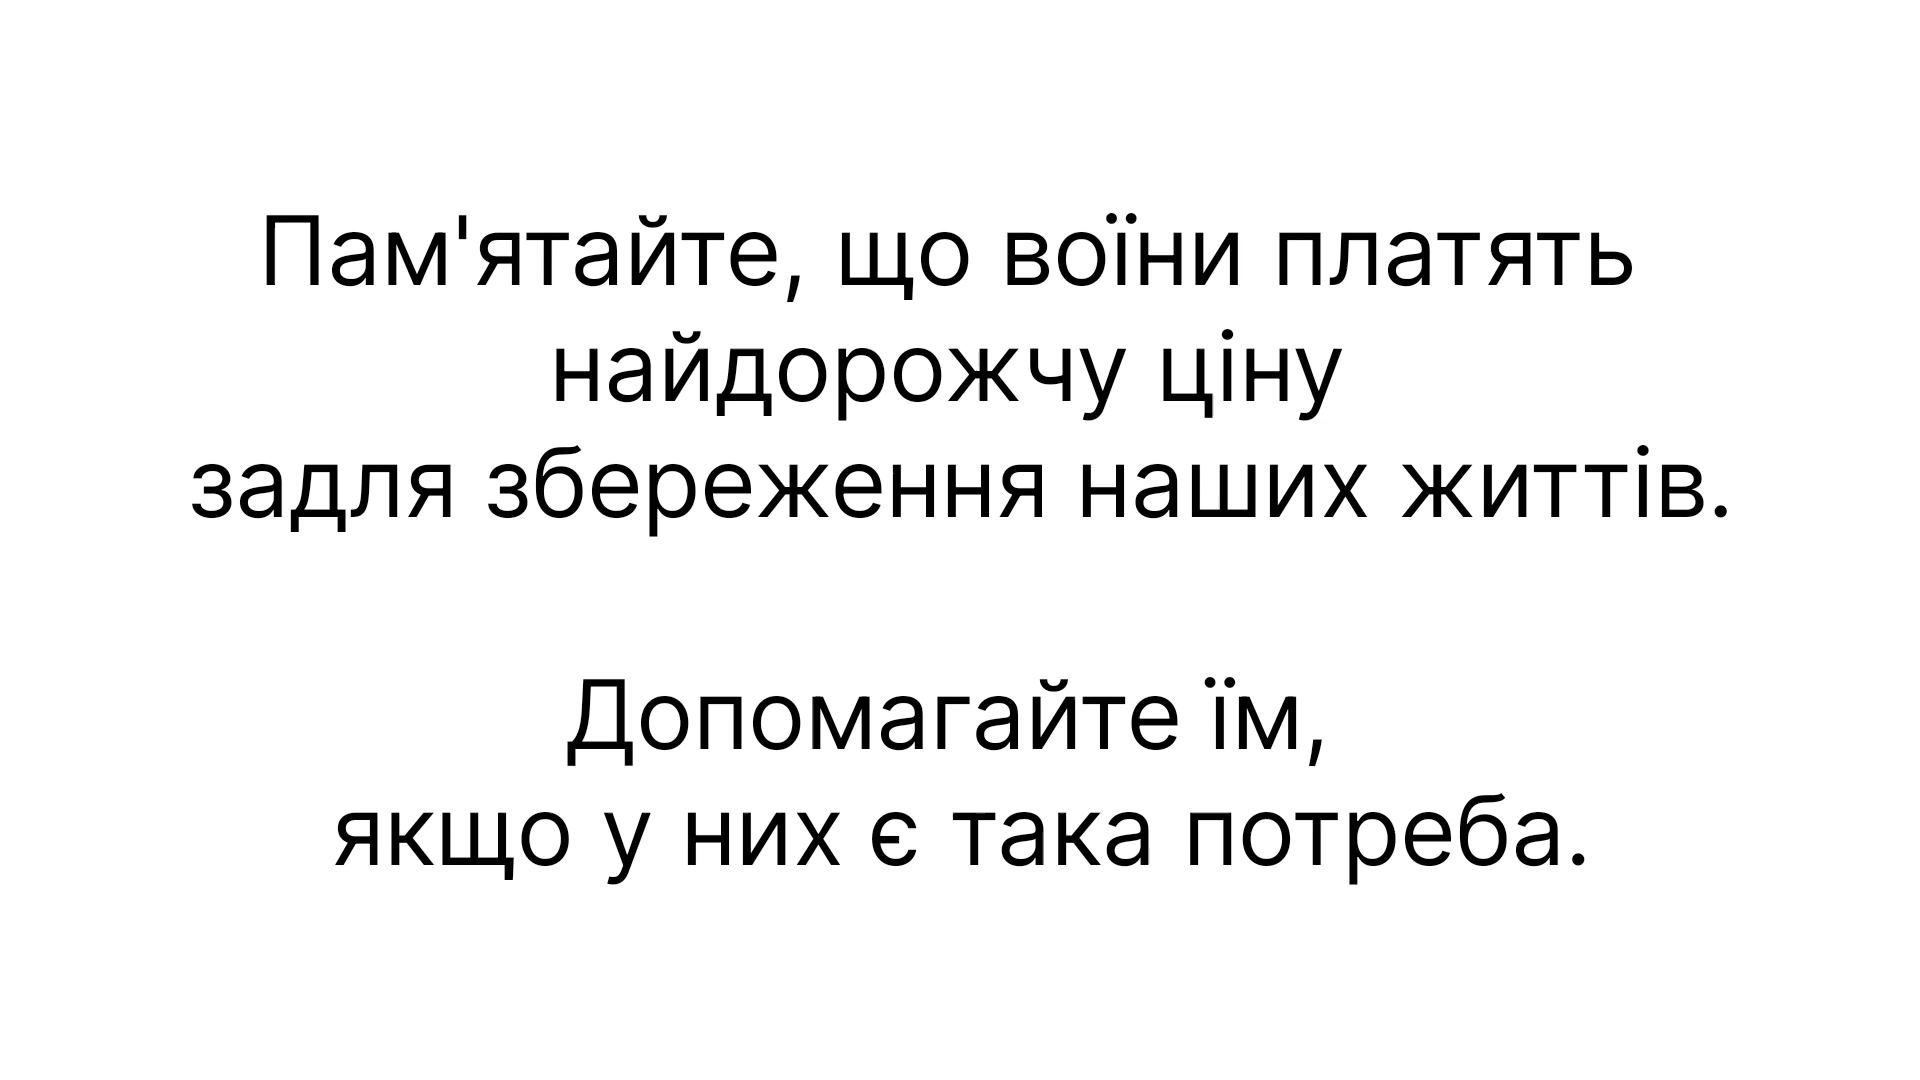 Пам'ятайте, що воїни платять
найдорожчу ціну
задля збереження наших життів.
Допомагайте їм,
якщо у них є така потреба.